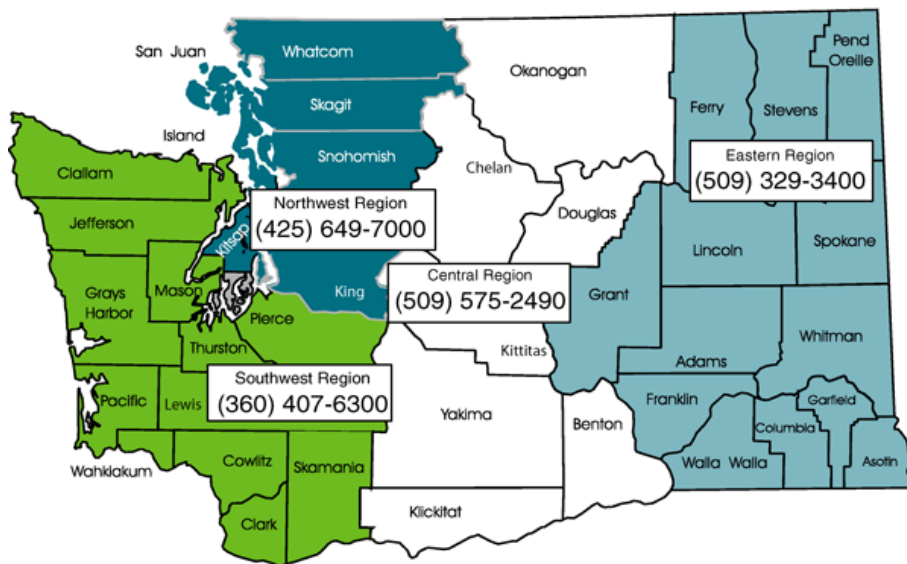 San Juan
Whatcom
Okanogan
Pend
Oreille
Skagit
Ferry
Stevens
Island
Snohomish
Chelan
Eastern Region
(509) 329-3400
Clallam
Northwest Region
(425) 649-7000
Jefferson
Kitsap
Douglas
Lincoln
Spokane
Central Region
(509) 575-2490
Grays
Harbor
Mason
King
Grant
Pierce
Thurston
Kittitas
Adams
Whitman
Southwest Region
(360) 407-6300
Pacific
Lewis
Yakima
Benton
Franklin
Garfield
Columbia
Wahkiakum
Cowlitz
Skamania
Walla Walla
Asotin
Klickitat
Clark